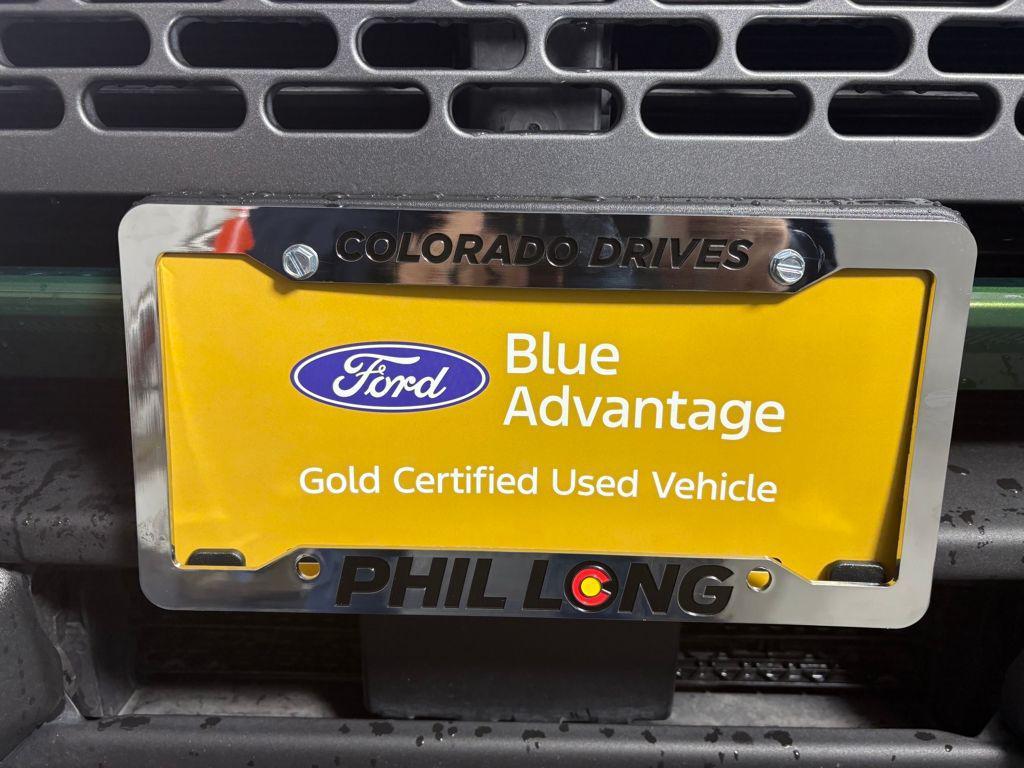 COLORADO DRIVES
Ford
Blue
Advantage
Gold Certified Used Vehicle
PHIL LONG